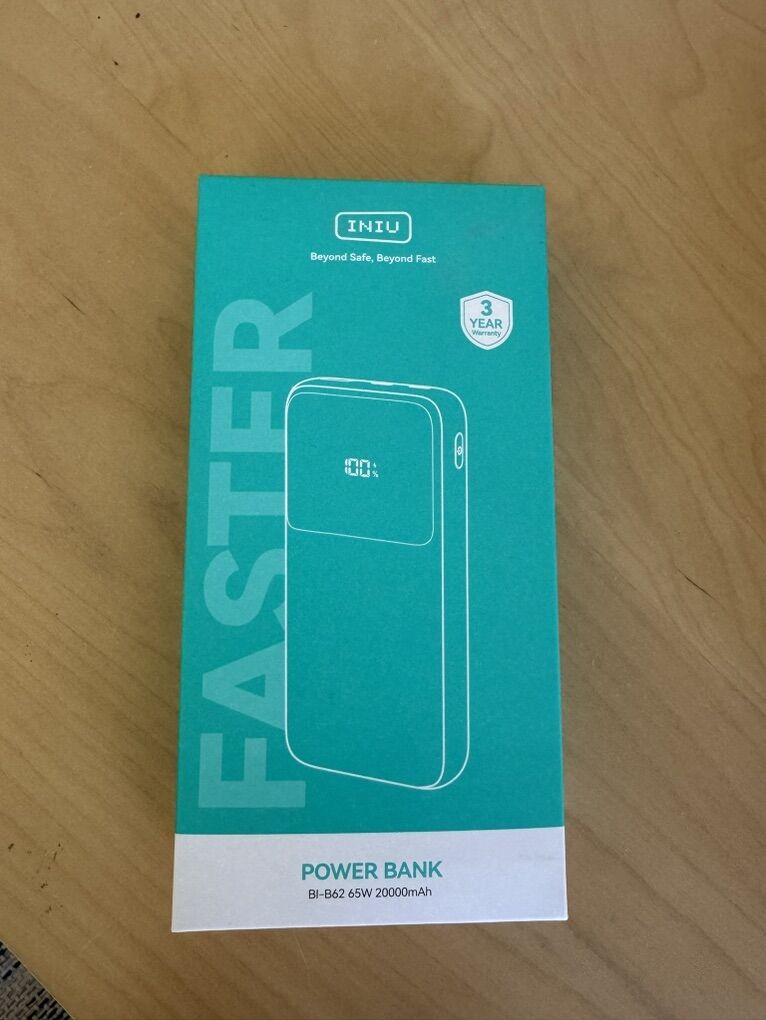 INIU
Beyond Safe, Beyond Fast
3
YEAR
Warranty
FASTER
100%
POWER BANK
BI-B62 65W 20000mAh